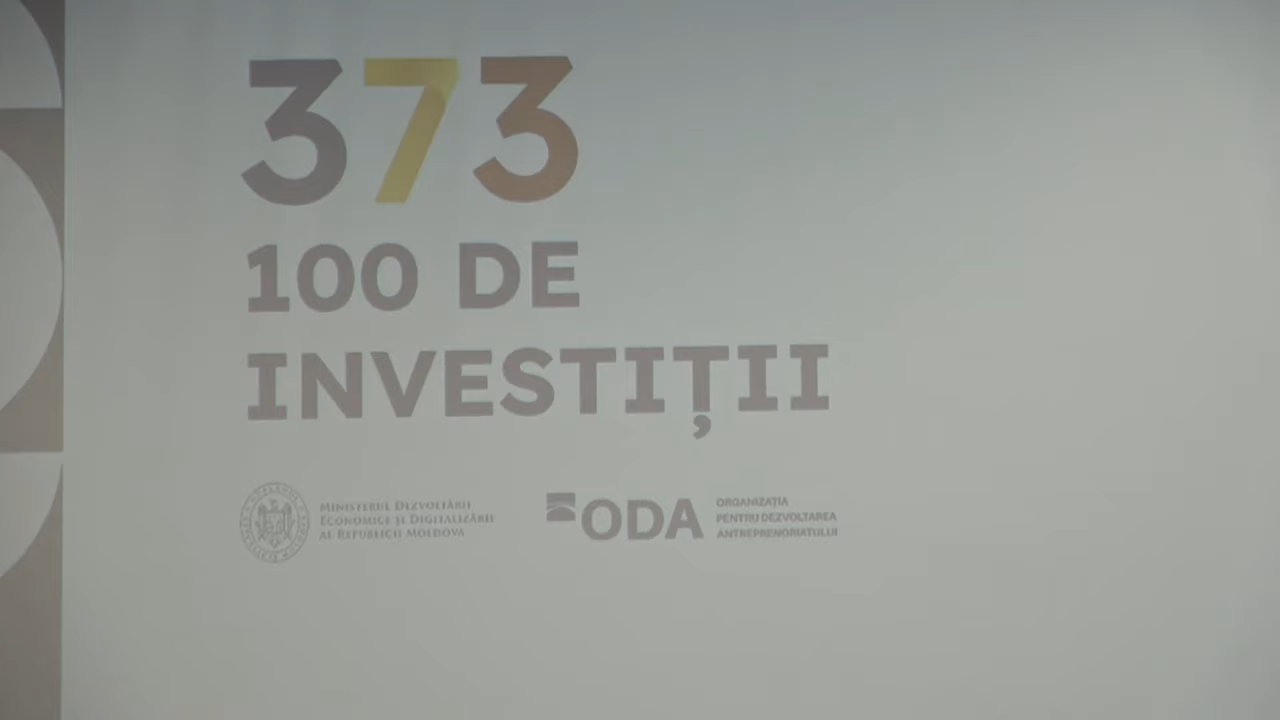 373
100 DE
INVESTIȚII
MINISTERUL DEZVOLTĂRII
ECONOMICE ȘI DIGITALIZĂRII
AL REPUBLICII MOLDOVA
ODA
ORGANIZAȚIA
PENTRU DEZVOLTAREA
ANTREPRENORIATULUI